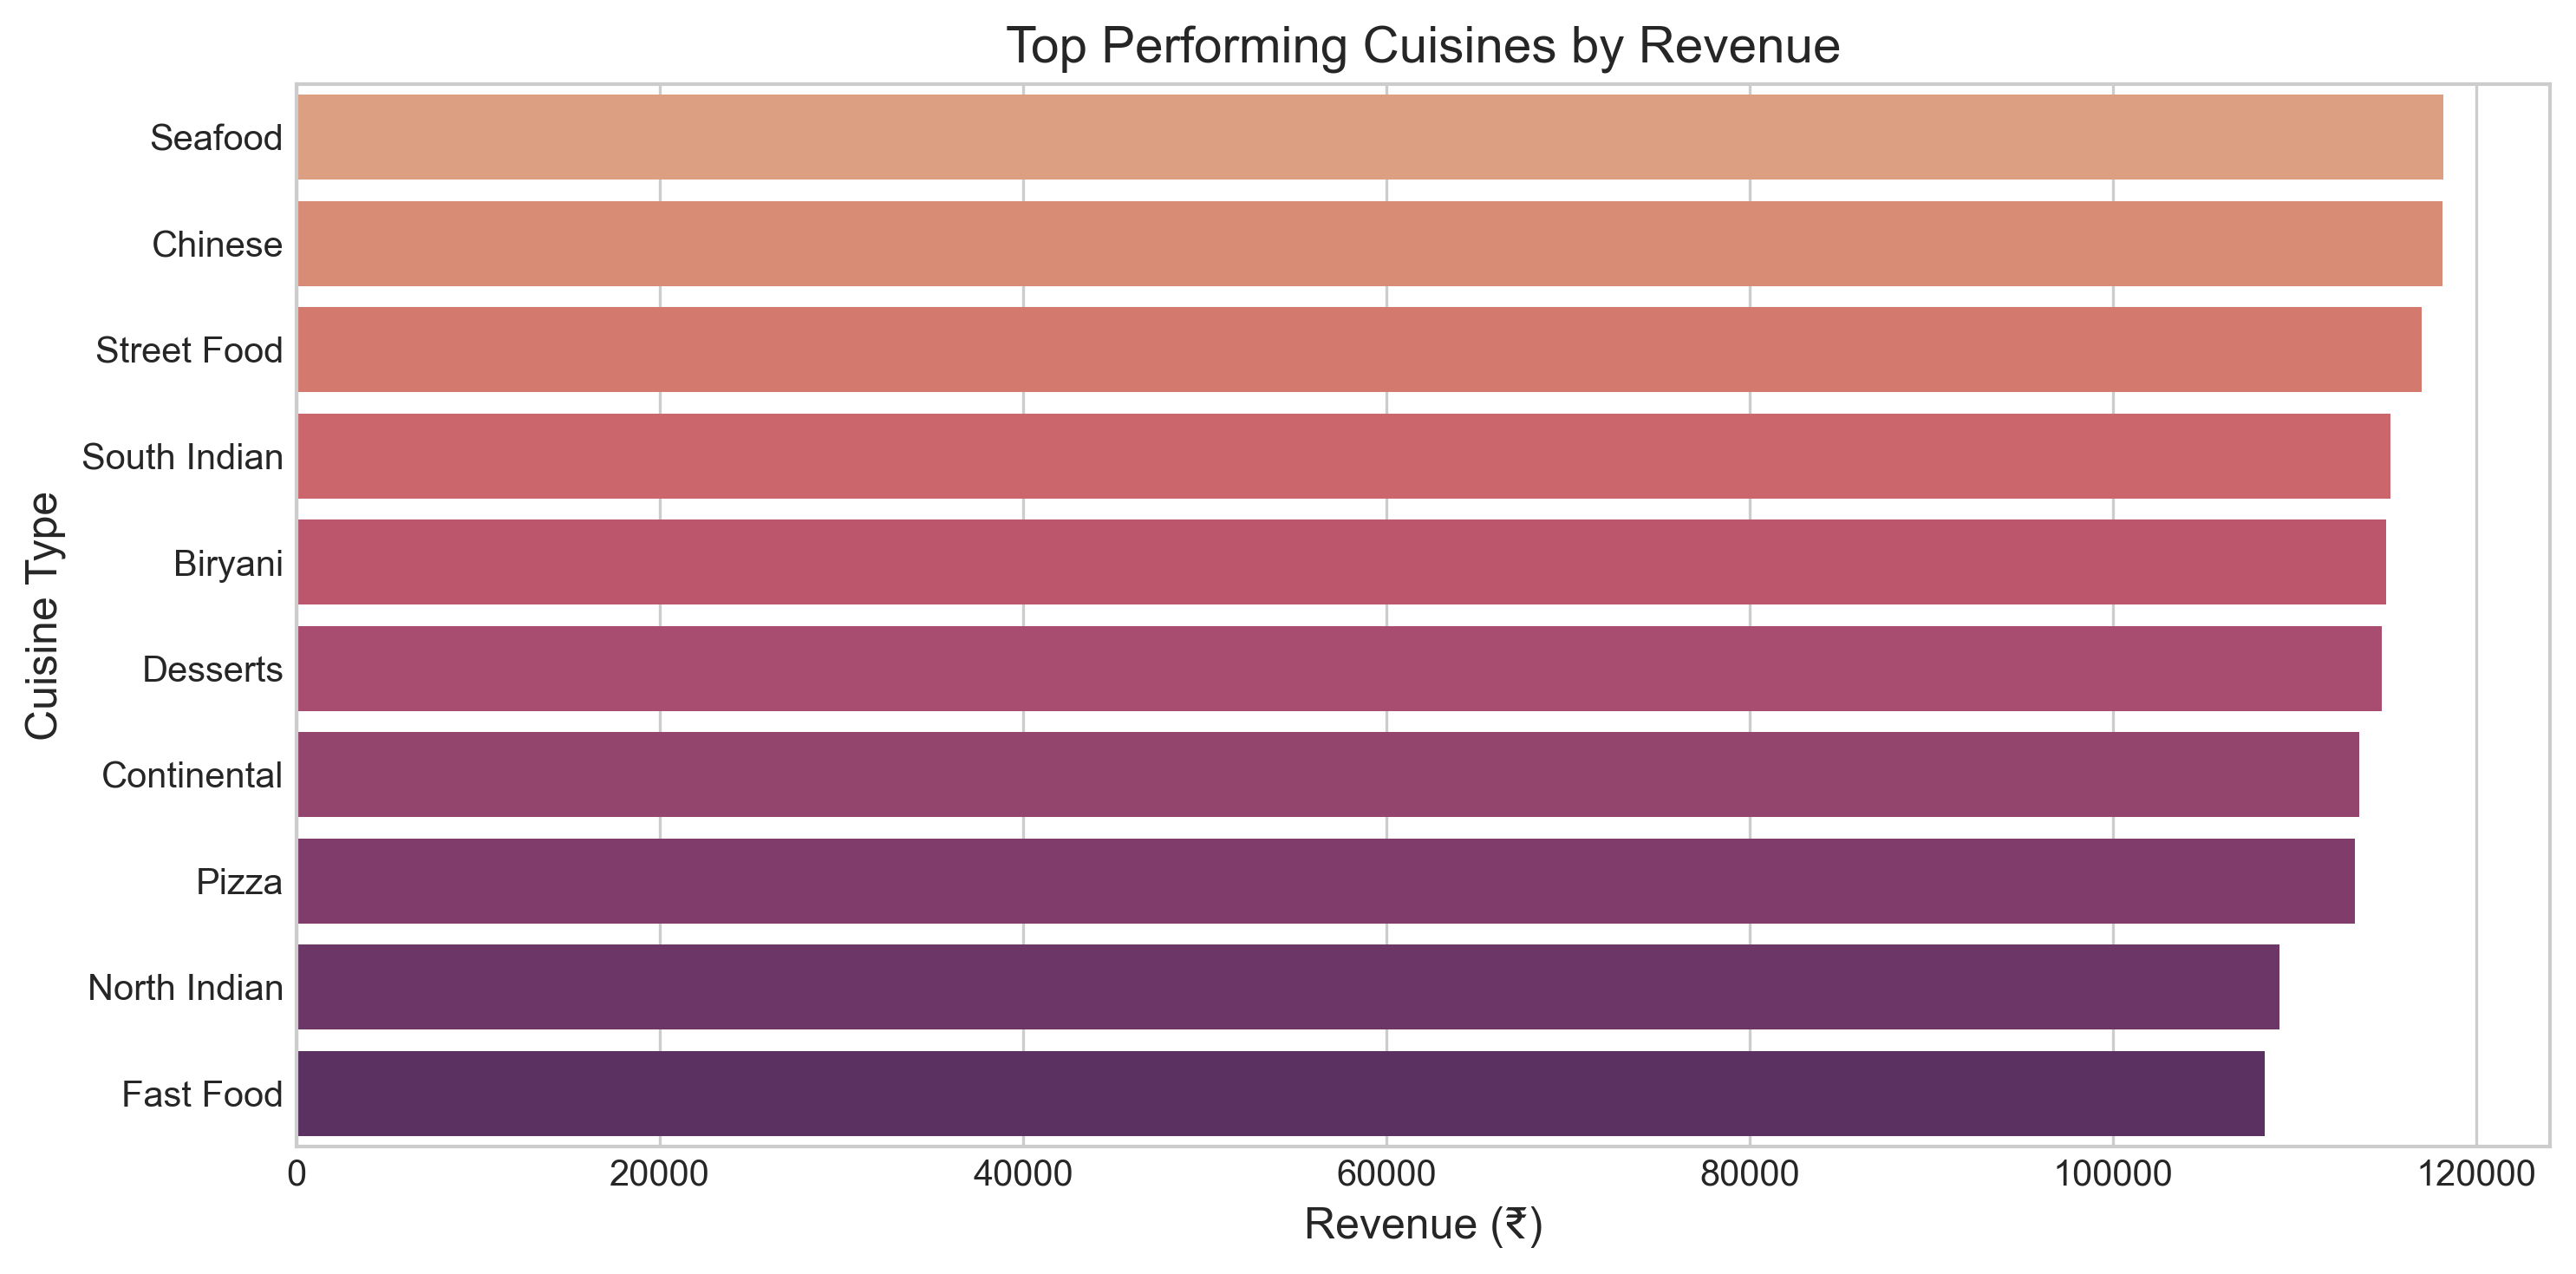 Top Performing Cuisines by Revenue
Seafood
Chinese
Street Food
South Indian
Biryani
Desserts
Continental
Pizza
North Indian
Fast Food
Cuisine Type
0 20000 40000 60000 80000 100000 120000
Revenue (₹)